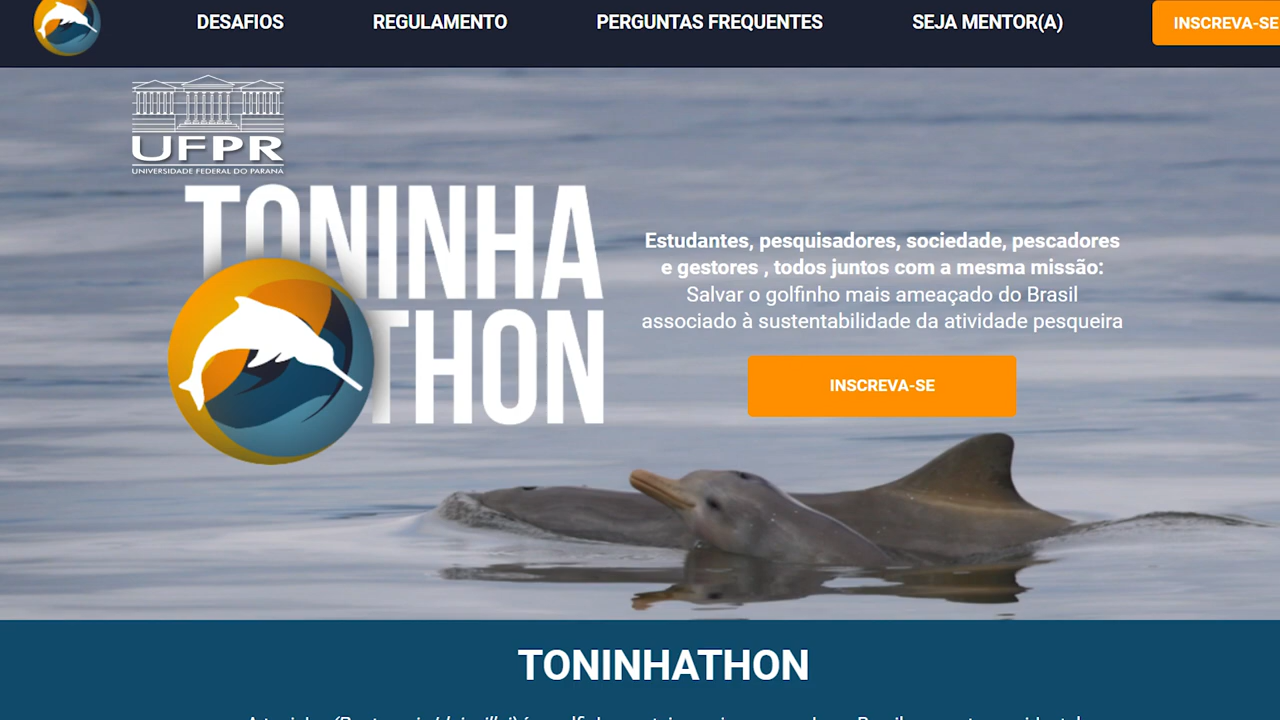 DESAFIOS
REGULAMENTO
PERGUNTAS FREQUENTES
SEJA MENTOR(A)
INSCREVA-SE
UFPR
UNIVERSIDADE FEDERAL DO PARANÁ
TONINHA
THON
Estudantes, pesquisadores, sociedade, pescadores
e gestores , todos juntos com a mesma missão:
Salvar o golfinho mais ameaçado do Brasil
associado à sustentabilidade da atividade pesqueira
INSCREVA-SE
TONINHATHON